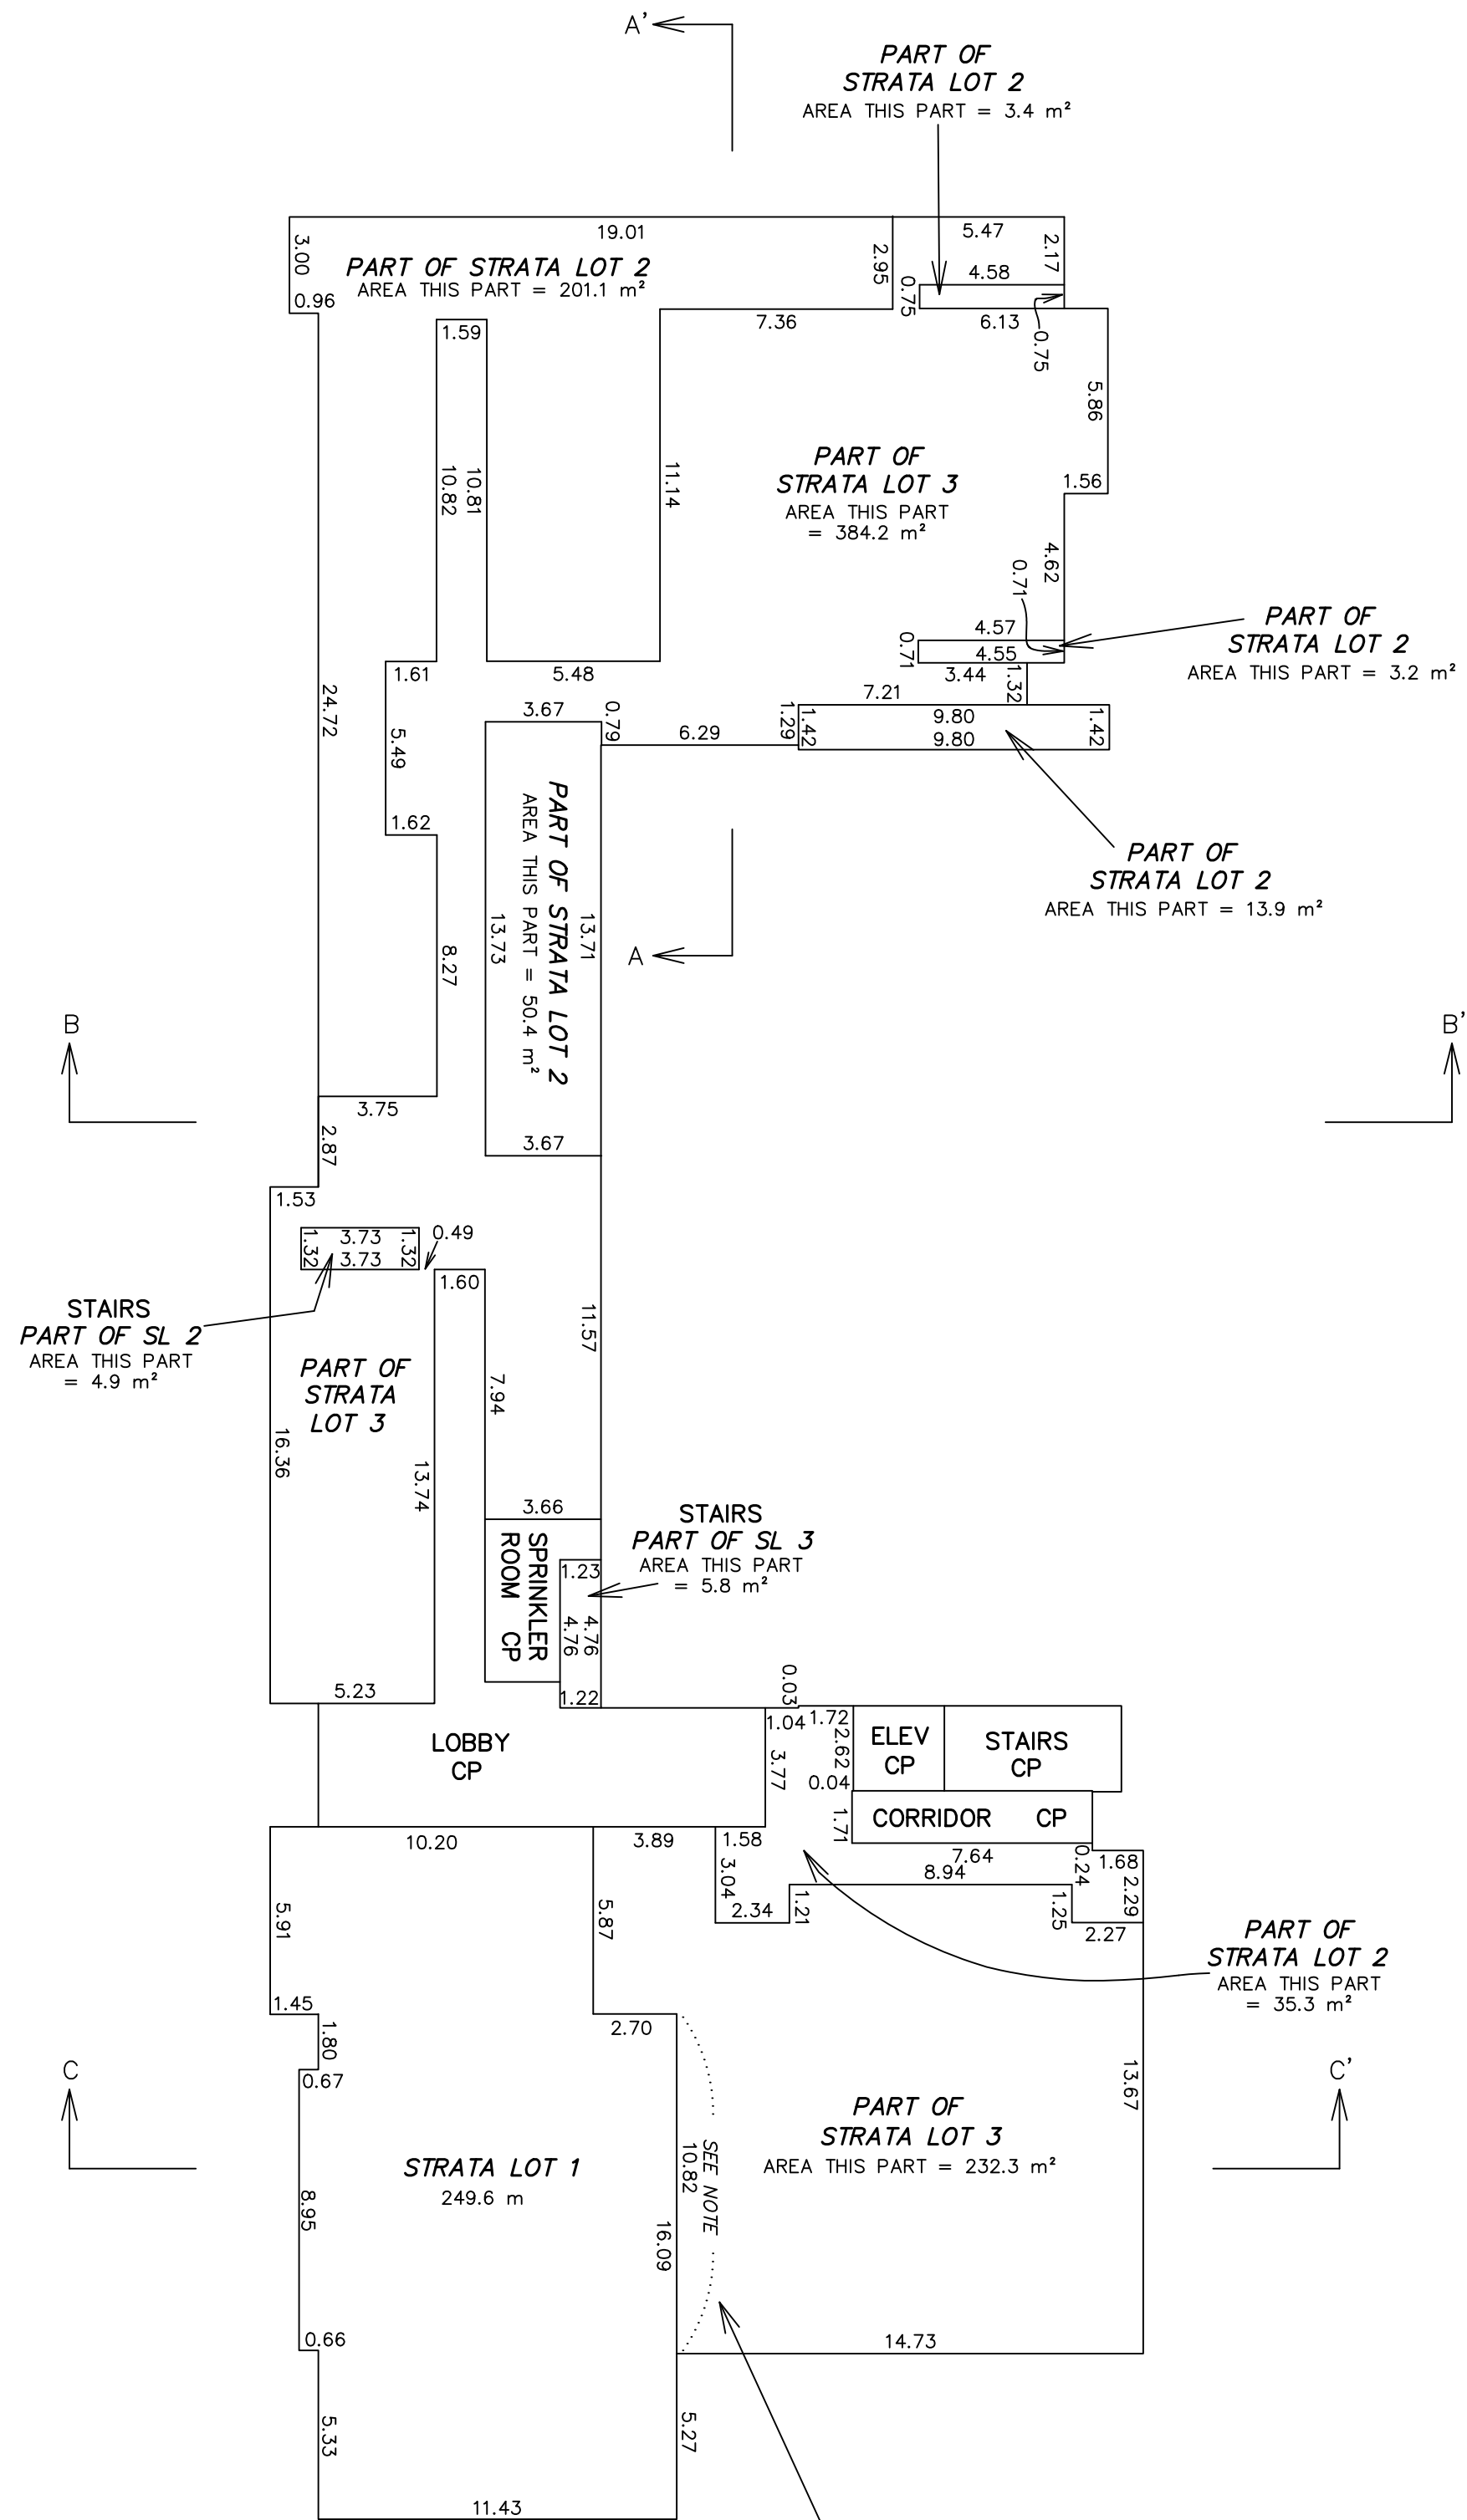 A'
PART OF
STRATA LOT 2
AREA THIS PART = 3.4 m²
19.01
5.47
3.00
2.95
2.17
PART OF STRATA LOT 2
AREA THIS PART = 201.1 m²
0.96
4.58
0.75
7.36
6.13
0.75
1.59
5.86
PART OF
STRATA LOT 3
AREA THIS PART
= 384.2 m²
10.82
10.81
11.14
1.56
4.62
0.71
4.57
0.71
4.55
3.44
1.32
PART OF
STRATA LOT 2
AREA THIS PART = 3.2 m²
1.61
5.48
24.72
3.67
0.79
7.21
5.49
6.29
1.29
1.42
9.80
9.80
1.42
1.62
PART OF STRATA LOT 2
AREA THIS PART = 50.4 m²
PART OF
STRATA LOT 2
AREA THIS PART = 13.9 m²
13.73
13.71
A
8.27
B
B'
3.75
2.87
3.67
1.53
1.32
3.73
3.73
1.32
0.49
1.60
STAIRS
PART OF SL 2
AREA THIS PART
= 4.9 m²
11.57
PART OF
STRATA
LOT 3
7.94
16.36
13.74
3.66
STAIRS
PART OF SL 3
AREA THIS PART
= 5.8 m²
SPRINKLER
ROOM CP
1.23
4.76
4.76
1.22
5.23
0.03
1.04
1.72
2.62
ELEV
CP
STAIRS
CP
LOBBY
CP
3.77
0.04
1.71
CORRIDOR CP
10.20
3.89
1.58
7.64
0.24
1.68
8.94
3.04
2.29
5.91
5.87
2.34
1.21
1.25
2.27
PART OF
STRATA LOT 2
AREA THIS PART
= 35.3 m²
1.45
1.80
2.70
C
C'
0.67
13.67
PART OF
STRATA LOT 3
AREA THIS PART = 232.3 m²
SEE NOTE
10.82
STRATA LOT 1
249.6 m
8.95
16.09
0.66
14.73
5.33
5.27
11.43